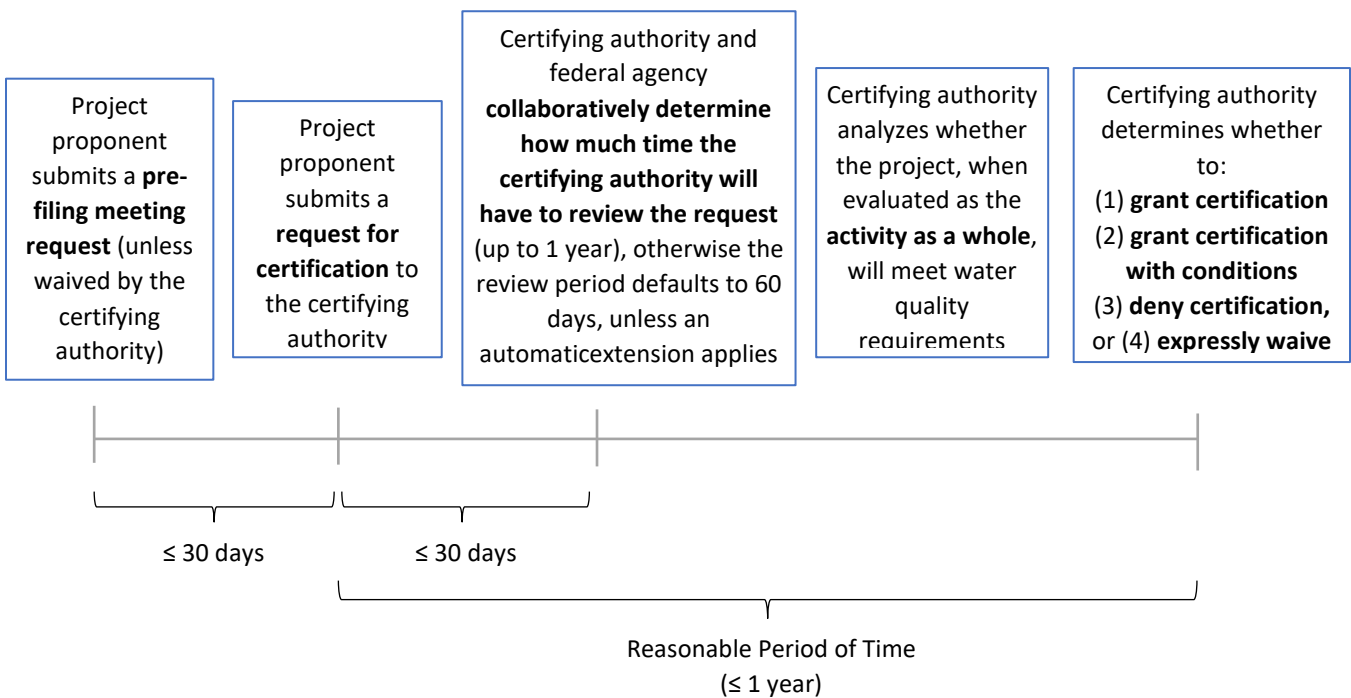 Project
proponent
submits a pre-
filing meeting
request (unless
waived by the
certifying
authority)
Project
proponent
submits a
request for
certification to
the certifying
authority
Certifying authority and
federal agency
collaboratively determine
how much time the
certifying authority will
have to review the request
(up to 1 year), otherwise the
review period defaults to 60
days, unless an
automaticextension applies
Certifying authority
analyzes whether
the project, when
evaluated as the
activity as a whole,
will meet water
quality
requirements
Certifying authority
determines whether
to:
(1) grant certification
(2) grant certification
with conditions
(3) deny certification,
or (4) expressly waive
≤ 30 days
≤ 30 days
Reasonable Period of Time
(≤ 1 year)